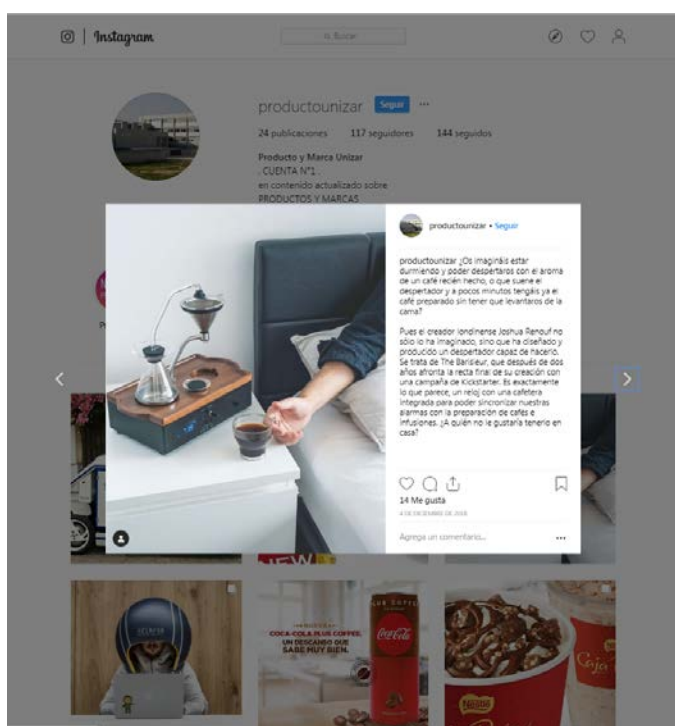 Instagram
Buscar
productounizar Seguir ...
24 publicaciones 117 seguidores 144 seguidos
Producto y Marca Unizar
. CUENTA Nº1 .
en contenido actualizado sobre
PRODUCTOS Y MARCAS
productounizar • Seguir
productounizar ¿Os imagináis estar
durmiendo y poder despertaros con el aroma
de un café recién hecho, o que suene el
despertador y a pocos minutos tengáis ya el
café preparado sin tener que levantaros de la
cama?
Pues el creador londinense Joshua Renouf no
sólo lo ha imaginado, sino que ha diseñado y
producido un despertador capaz de hacerlo.
Se trata de The Barisieur, que después de dos
años afronta la recta final de su creación con
una campaña de Kickstarter. Es exactamente
lo que parece, un reloj con una cafetera
integrada para poder sincronizar nuestras
alarmas con la preparación de cafés e
infusiones. ¿A quién no le gustaría tenerlo en
casa?
14 Me gusta
4 DE DICIEMBRE DE 2018
Agrega un comentario... ...
NEW
COCA-COLA PLUS COFFEE,
UN DESCANSO QUE
SABE MUY BIEN.
Coca-Cola
Nestlé